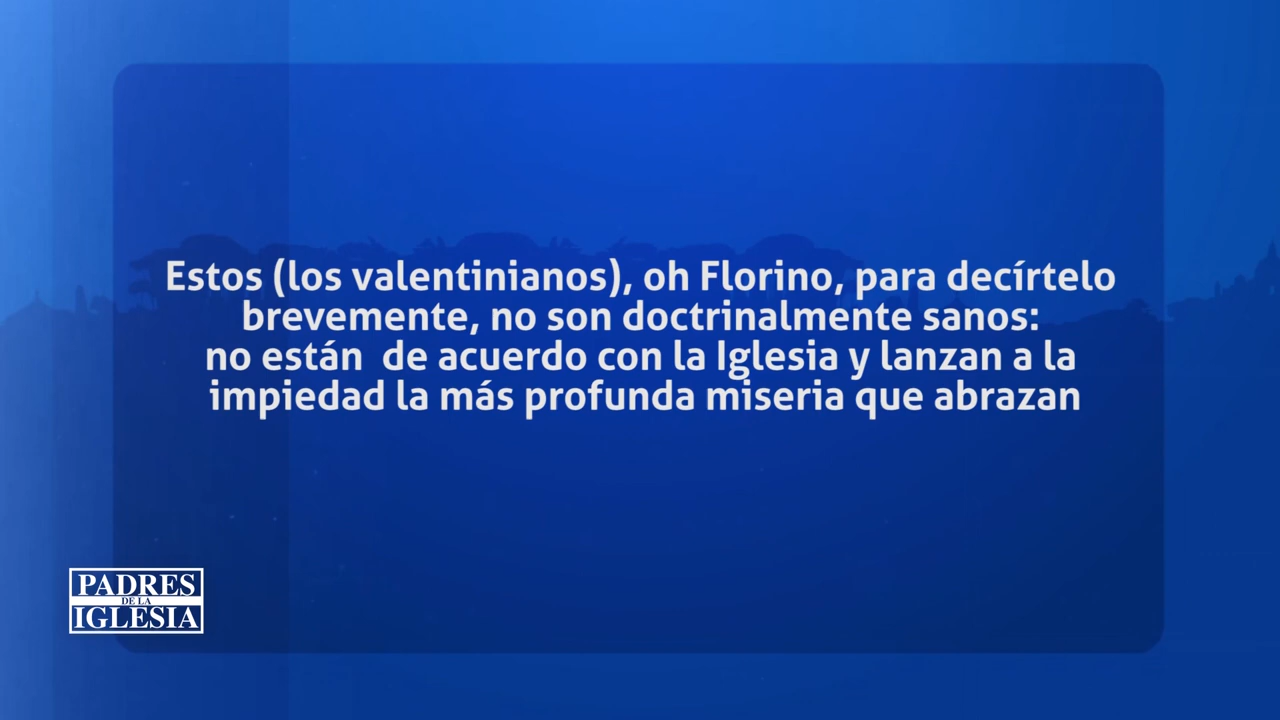 Estos (los valentinianos), oh Florino, para decírtelo
brevemente, no son doctrinalmente sanos:
no están  de acuerdo con la Iglesia y lanzan a la
impiedad la más profunda miseria que abrazan
PADRES
DE LA
IGLESIA